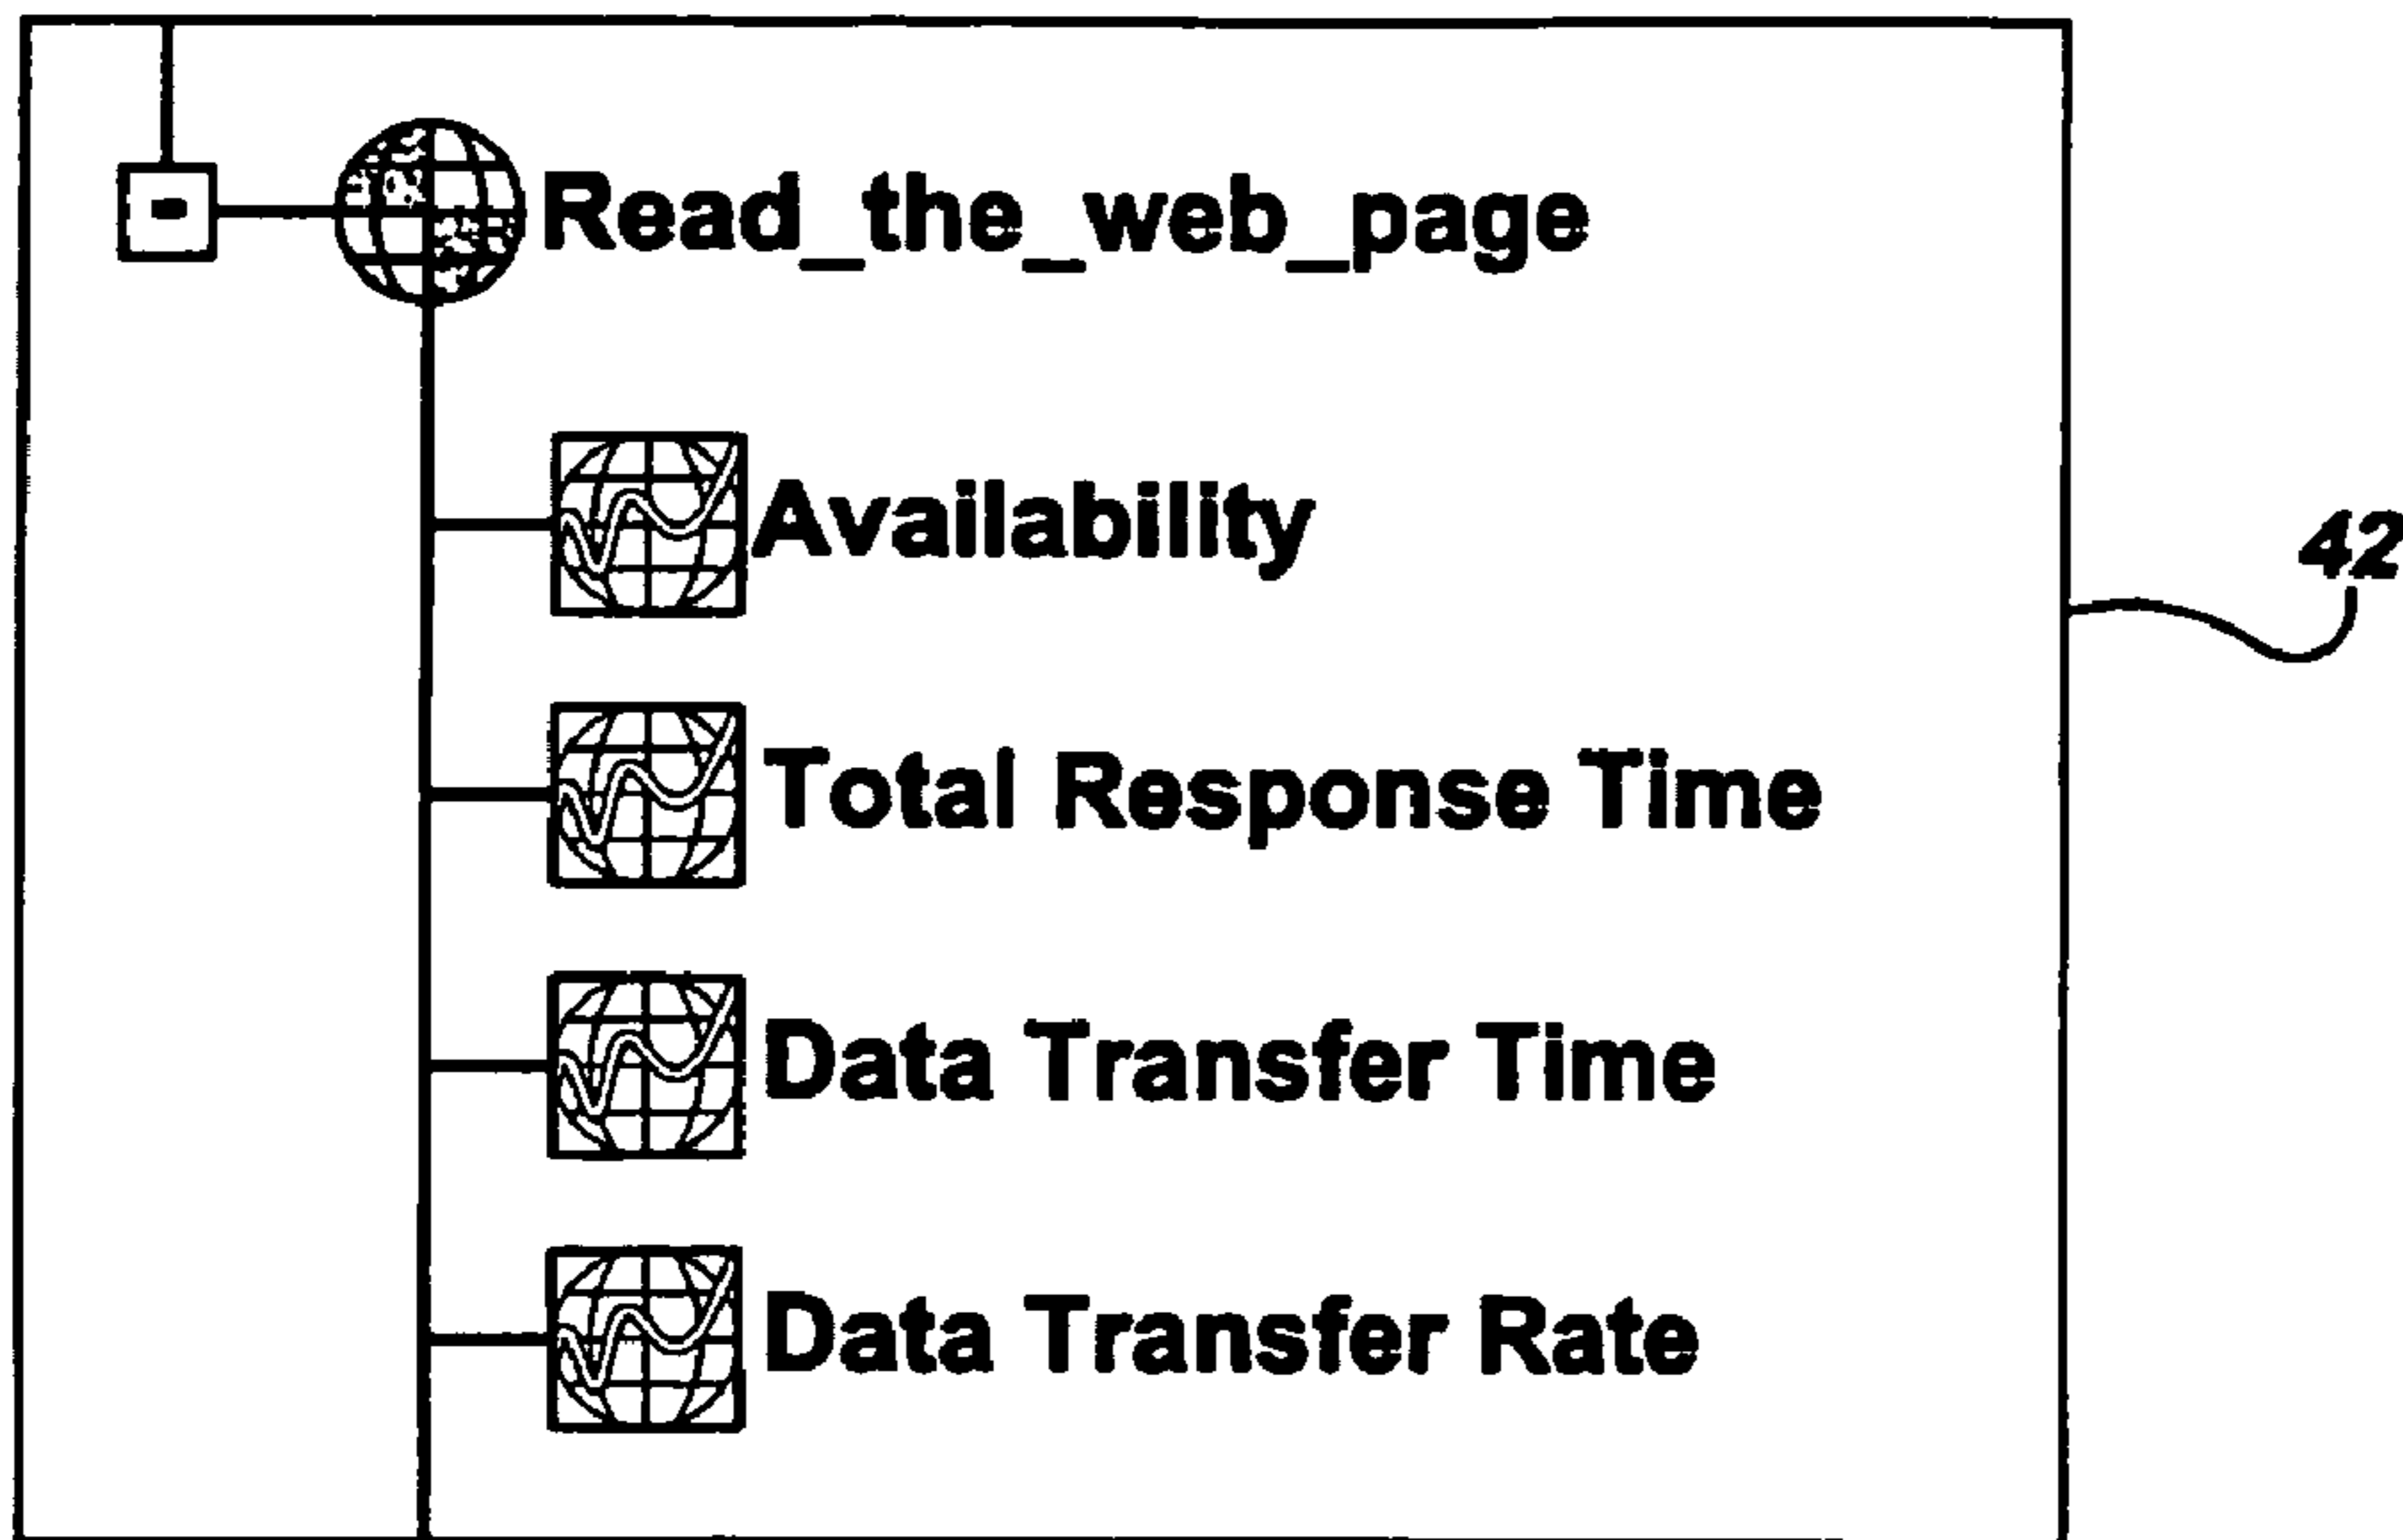 Read_the_web_page
Availability
42
Total Response Time
Data Transfer Time
Data Transfer Rate